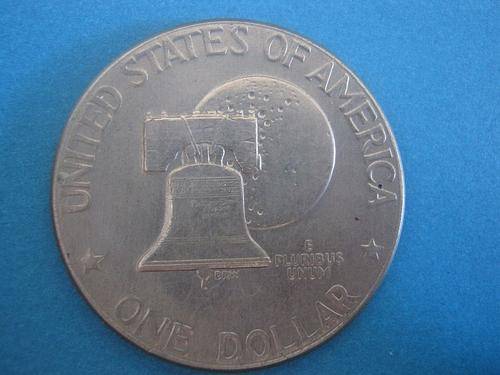 UNITED STATES OF AMERICA
E
PLURIBUS
UNUM
ONE DOLLAR